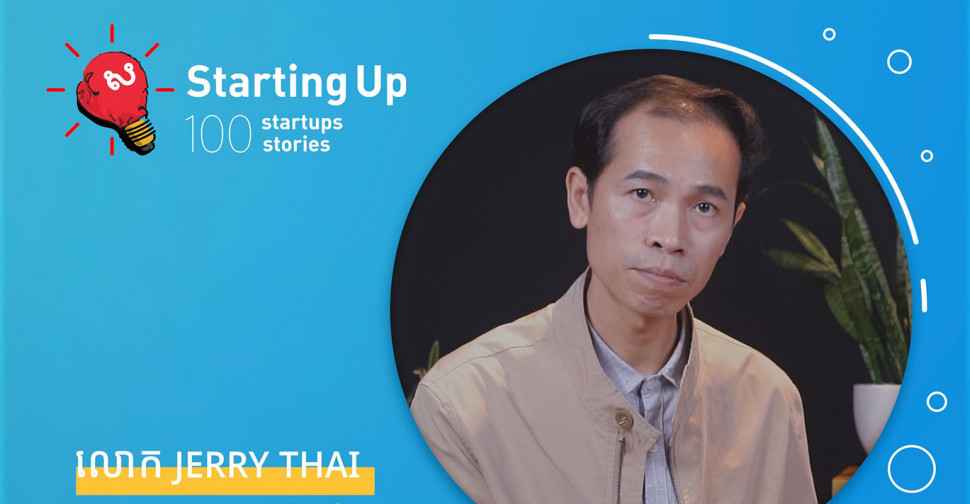 ស
Starting Up
100 startups
stories
លោក JERRY THAI